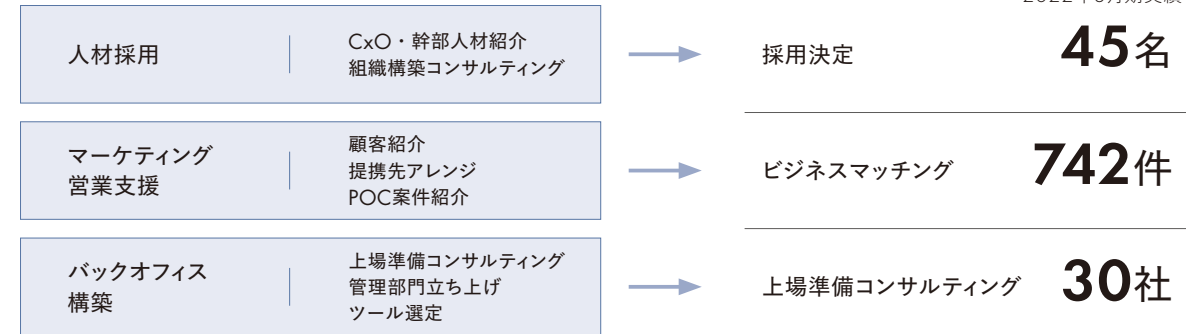 人材採用
CxO・幹部人材紹介
組織構築コンサルティング
採用決定
45名
マーケティング
営業支援
顧客紹介
提携先アレンジ
POC案件紹介
ビジネスマッチング
742件
バックオフィス
構築
上場準備コンサルティング
管理部門立ち上げ
ツール選定
上場準備コンサルティング
30社